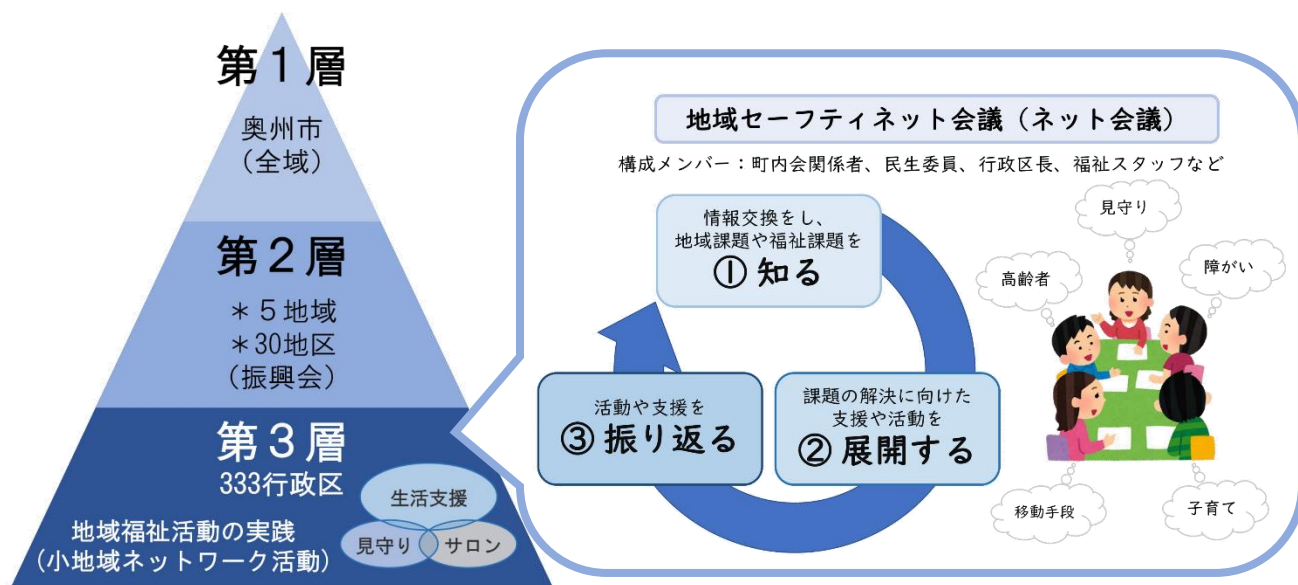 第１層
奥州市
(全域)
第２層
＊５地域
＊30地区
(振興会)
第３層
333行政区
地域福祉活動の実践
(小地域ネットワーク活動)
生活支援
見守り
サロン
地域セーフティネット会議（ネット会議）
構成メンバー：町内会関係者、民生委員、行政区長、福祉スタッフなど
情報交換をし、
地域課題や福祉課題を
① 知る
課題の解決に向けた
支援や活動を
② 展開する
活動や支援を
③ 振り返る
見守り
高齢者
障がい
移動手段
子育て